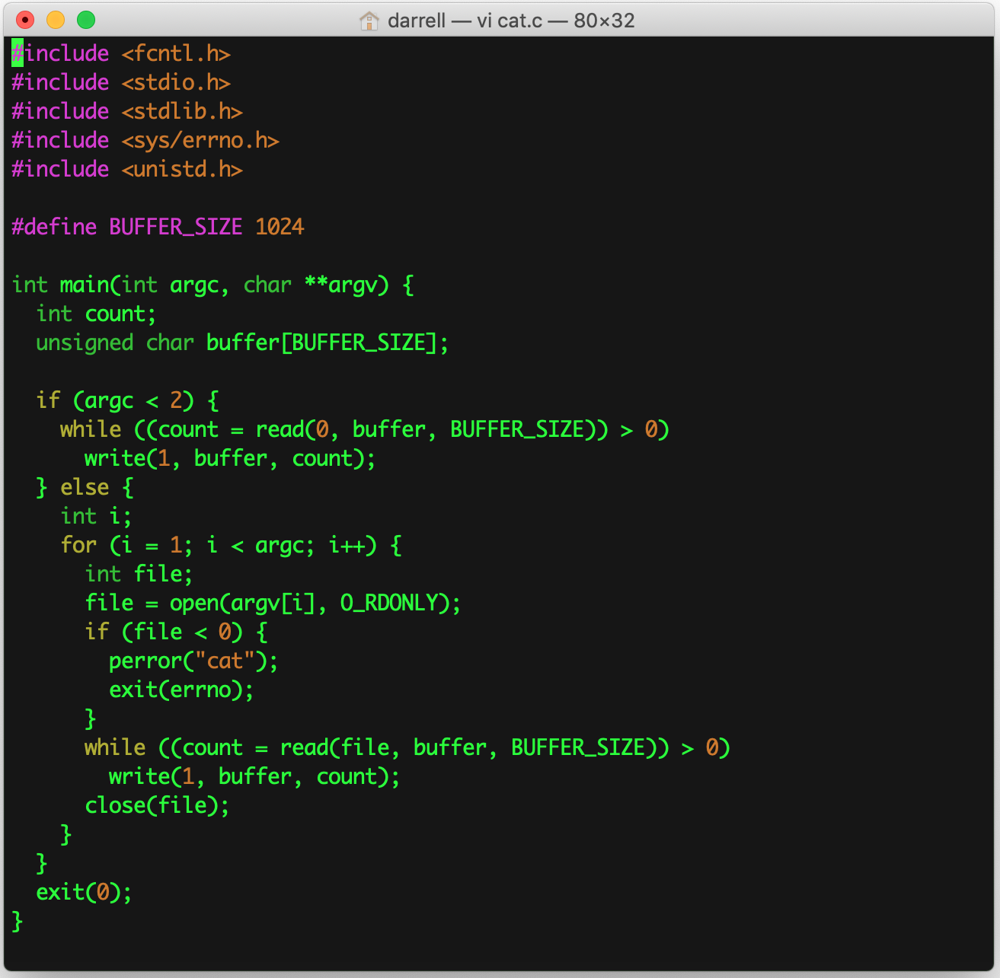 darrell — vi cat.c — 80×32
#include <fcntl.h>
#include <stdio.h>
#include <stdlib.h>
#include <sys/errno.h>
#include <unistd.h>

#define BUFFER_SIZE 1024

int main(int argc, char **argv) {
  int count;
  unsigned char buffer[BUFFER_SIZE];

  if (argc < 2) {
    while ((count = read(0, buffer, BUFFER_SIZE)) > 0)
      write(1, buffer, count);
  } else {
    int i;
    for (i = 1; i < argc; i++) {
      int file;
      file = open(argv[i], O_RDONLY);
      if (file < 0) {
        perror("cat");
        exit(errno);
      }
      while ((count = read(file, buffer, BUFFER_SIZE)) > 0)
        write(1, buffer, count);
      close(file);
    }
  }
  exit(0);
}